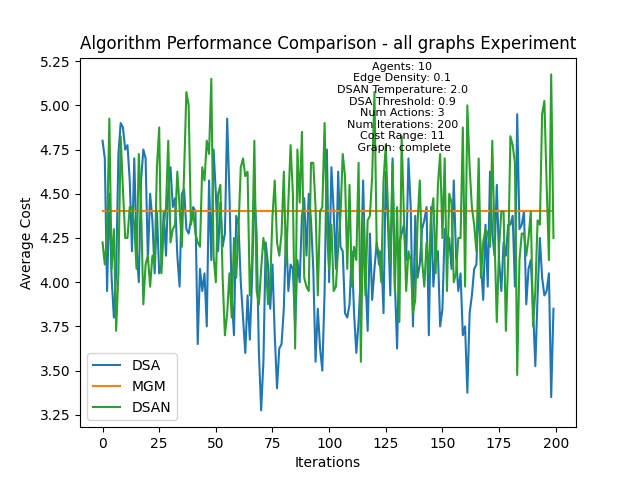 Algorithm Performance Comparison - all graphs Experiment
Agents: 10
Edge Density: 0.1
DSAN Temperature: 2.0
DSA Threshold: 0.9
Num Actions: 3
Num Iterations: 200
Cost Range: 11
Graph: complete
5.25
5.00
4.75
4.50
4.25
4.00
3.75
3.50
3.25
Average Cost
DSA
MGM
DSAN
0 25 50 75 100 125 150 175 200
Iterations